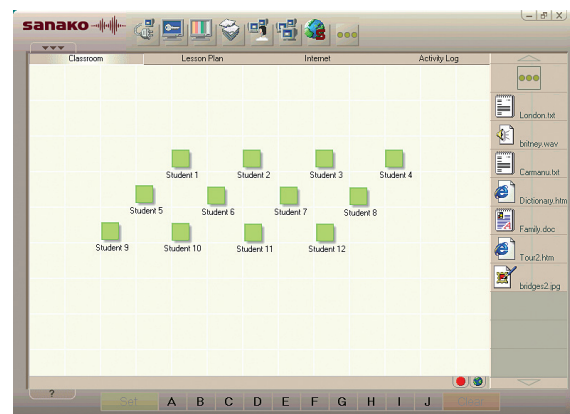 sanako
Classroom Lesson Plan Internet Activity Log
London.txt
britney.wav
Carmanu.txt
Dictionary.htm
Family.doc
Tour2.htm
bridges2.jpg
Student 1 Student 2 Student 3 Student 4
Student 5 Student 6 Student 7 Student 8
Student 9 Student 10 Student 11 Student 12
? Set A B C D E F G H I J Clear